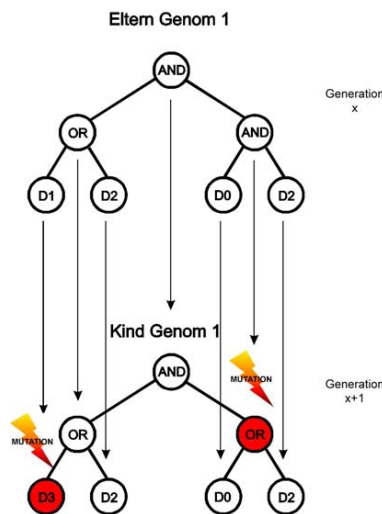 Eltern Genom 1
AND
Generation
x
OR
AND
D1
D2
D0
D2
Kind Genom 1
AND
MUTATION
Generation
x+1
MUTATION
OR
OR
D3
D2
D0
D2